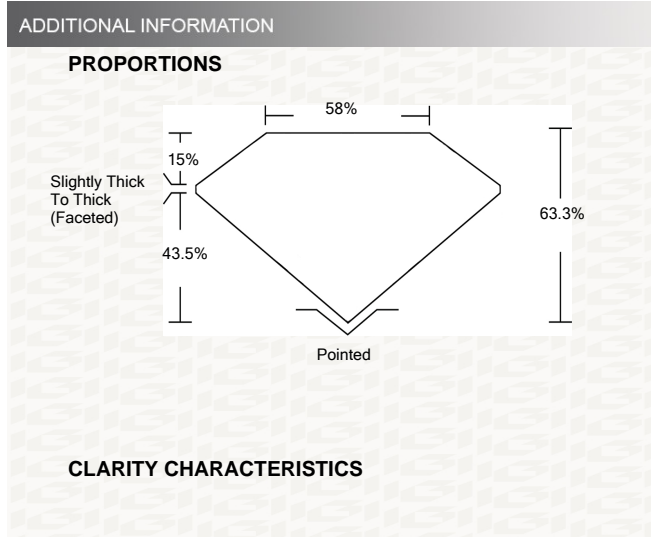 ADDITIONAL INFORMATION
PROPORTIONS
58%
15%
Slightly Thick
To Thick
(Faceted)
63.3%
43.5%
Pointed
CLARITY CHARACTERISTICS